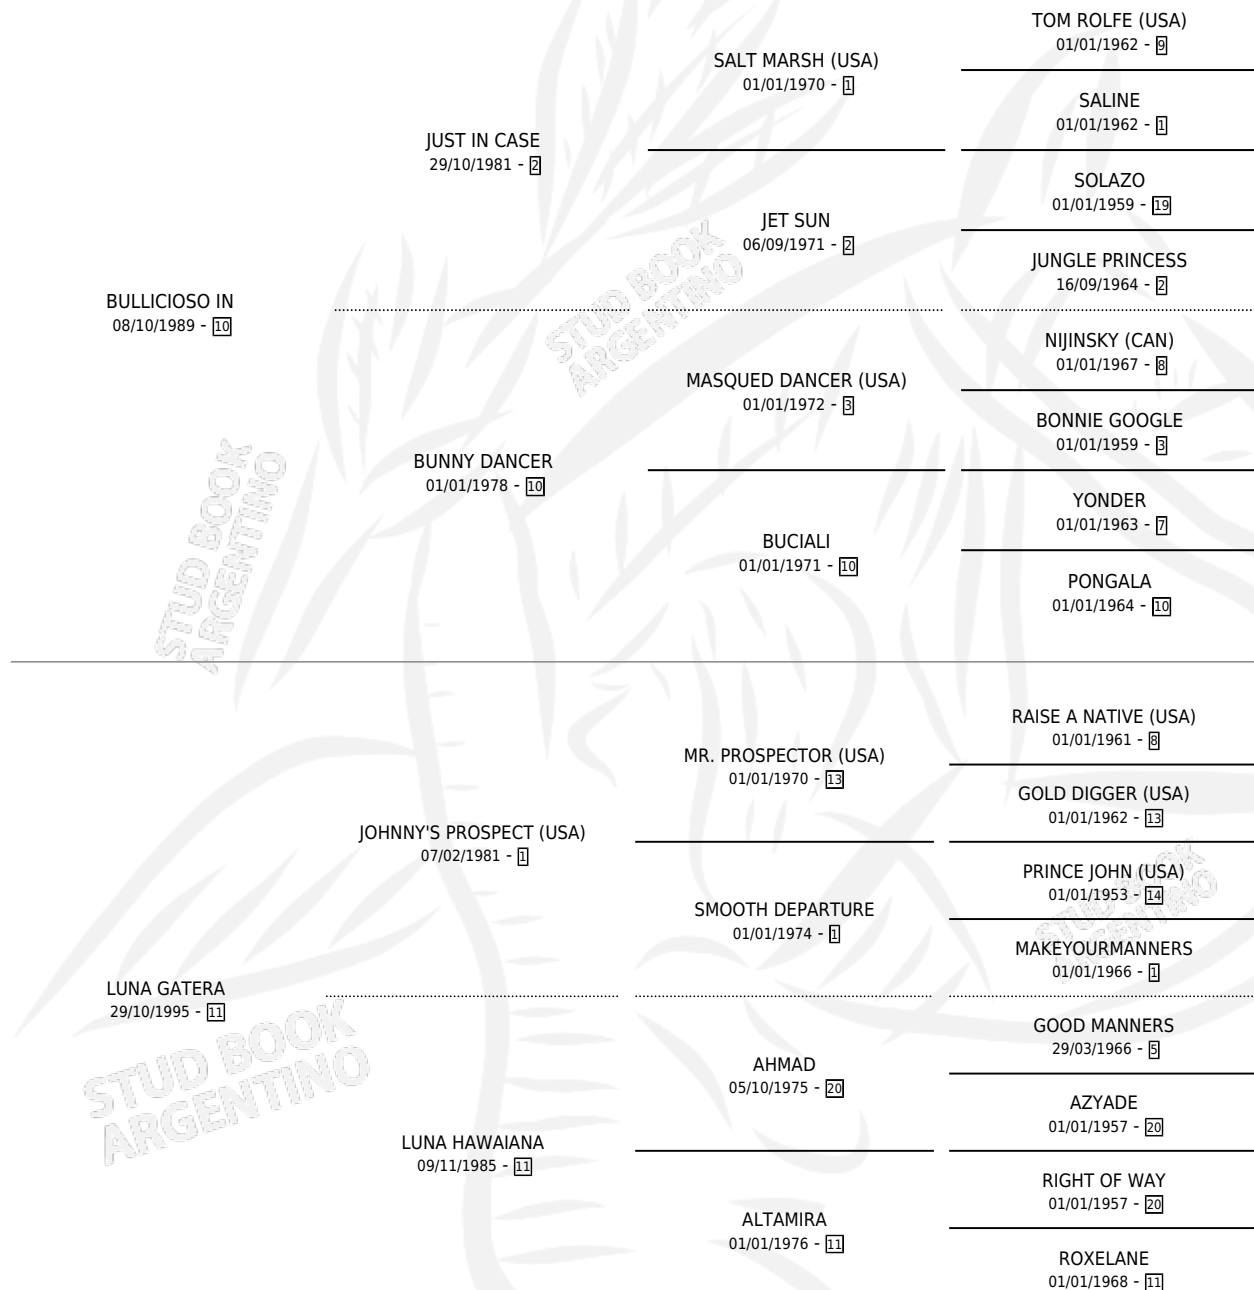 TOM ROLFE (USA)
01/01/1962 - 9
SALT MARSH (USA)
01/01/1970 - 1
SALINE
01/01/1962 - 1
JUST IN CASE
29/10/1981 - 2
SOLAZO
01/01/1959 - 19
JET SUN
06/09/1971 - 2
JUNGLE PRINCESS
16/09/1964 - 2
BULLICIOSO IN
08/10/1989 - 10
NIJINSKY (CAN)
01/01/1967 - 8
MASQUED DANCER (USA)
01/01/1972 - 3
BONNIE GOOGLE
01/01/1959 - 3
BUNNY DANCER
01/01/1978 - 10
YONDER
01/01/1963 - 7
BUCIALI
01/01/1971 - 10
PONGALA
01/01/1964 - 10
STUD BOOK
ARGENTINO
STUD BOOK
ARGENTINO
RAISE A NATIVE (USA)
01/01/1961 - 8
MR. PROSPECTOR (USA)
01/01/1970 - 13
GOLD DIGGER (USA)
01/01/1962 - 13
JOHNNY'S PROSPECT (USA)
07/02/1981 - 1
PRINCE JOHN (USA)
01/01/1953 - 14
SMOOTH DEPARTURE
01/01/1974 - 1
MAKEYOURMANNERS
01/01/1966 - 1
LUNA GATERA
29/10/1995 - 11
GOOD MANNERS
29/03/1966 - 5
AHMAD
05/10/1975 - 20
AZYADE
01/01/1957 - 20
LUNA HAWAIANA
09/11/1985 - 11
RIGHT OF WAY
01/01/1957 - 20
ALTAMIRA
01/01/1976 - 11
ROXELANE
01/01/1968 - 11
STUD BOOK
ARGENTINO
STUD BOOK
ARGENTINO